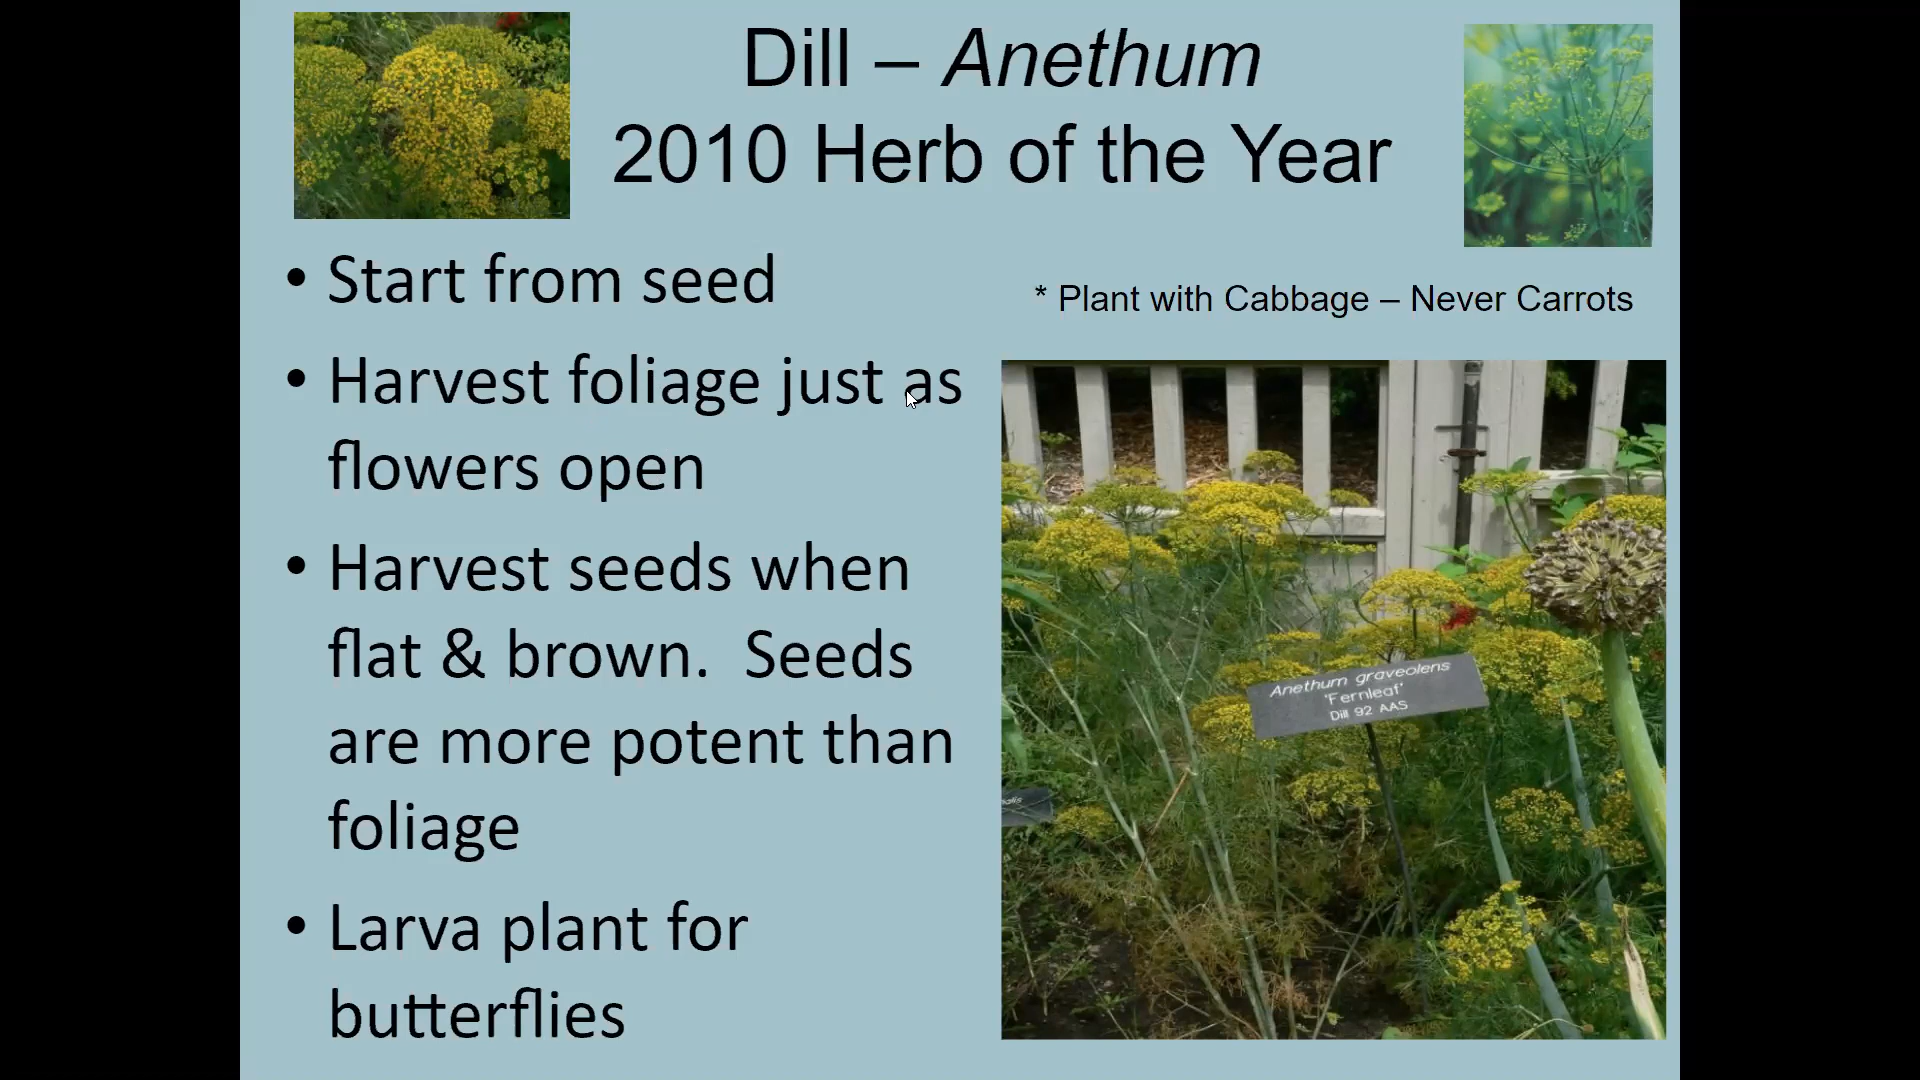 Dill – Anethum
2010 Herb of the Year
• Start from seed
* Plant with Cabbage – Never Carrots
• Harvest foliage just as
flowers open
• Harvest seeds when
flat & brown.  Seeds
are more potent than
foliage
• Larva plant for
butterflies
Anethum graveolens
'Fernleaf'
Dill 92 AAS